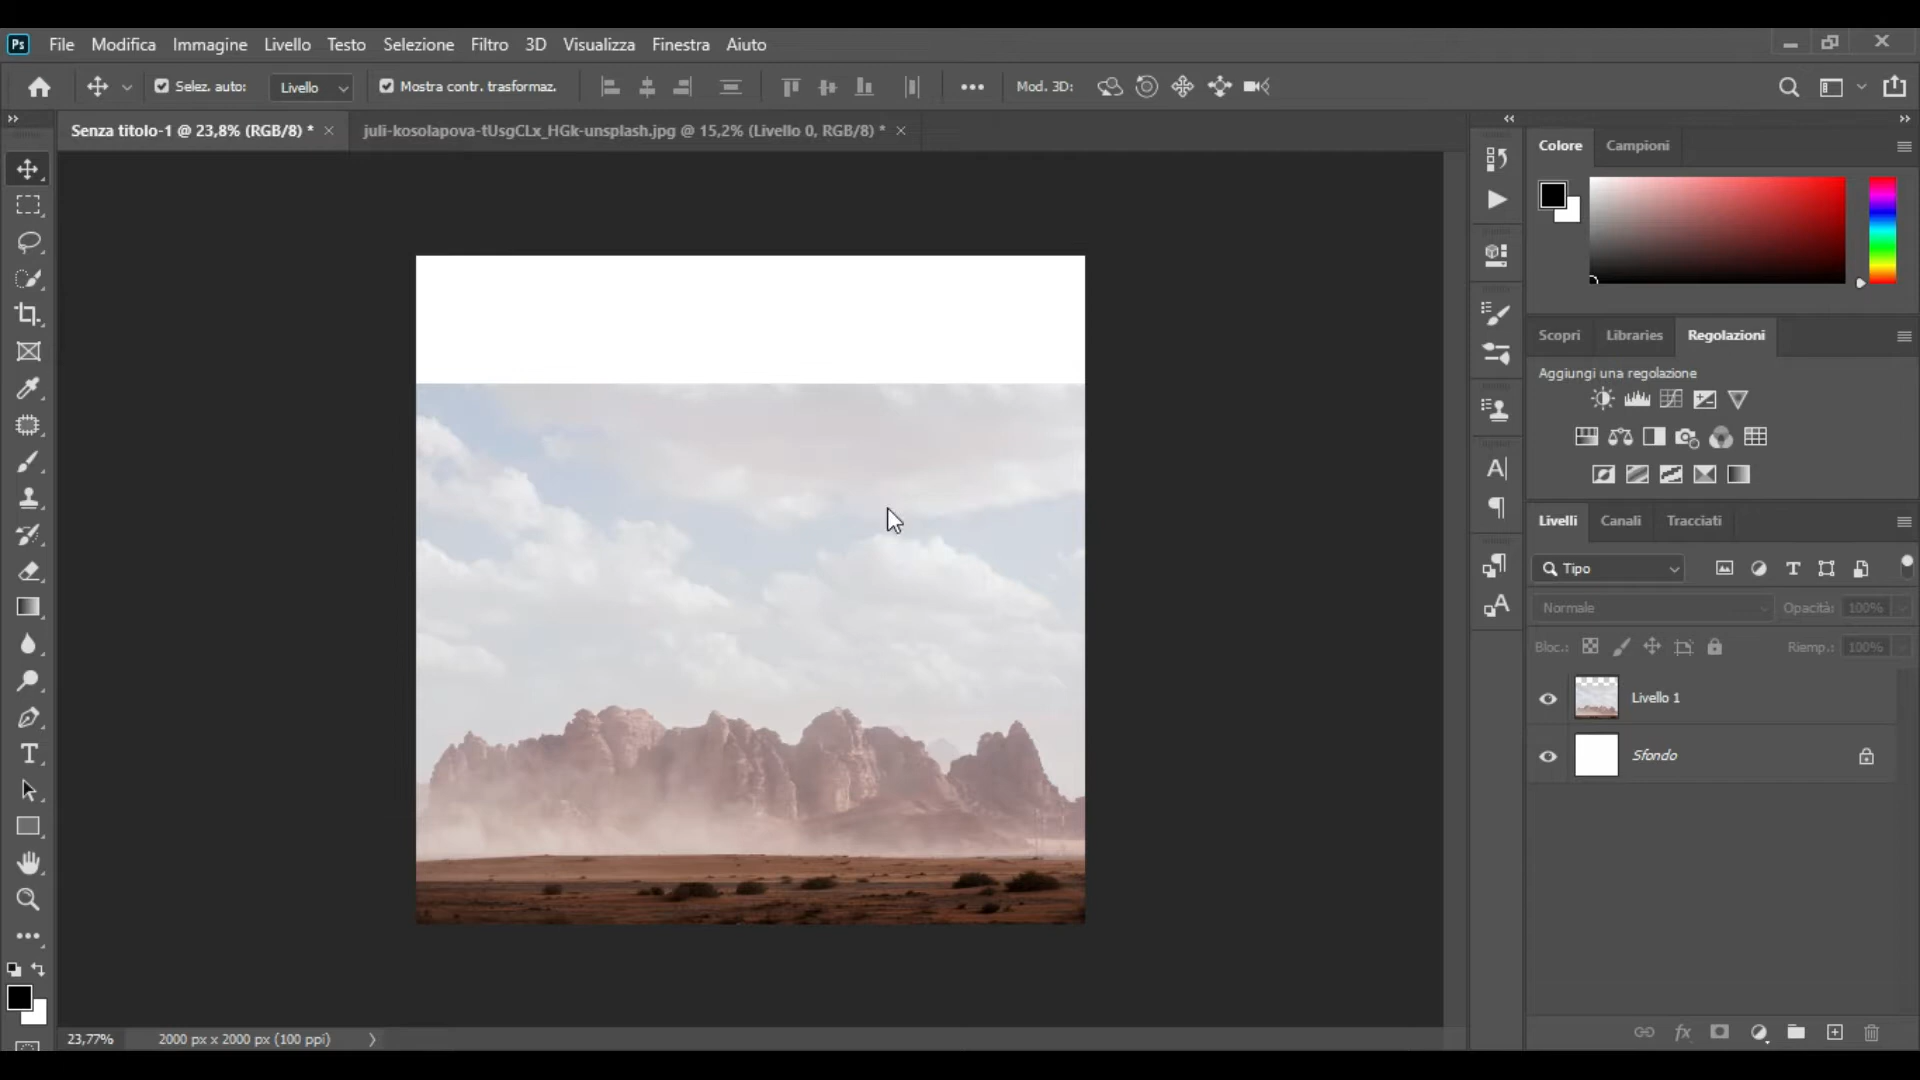 Ps File Modifica Immagine Livello Testo Selezione Filtro 3D Visualizza Finestra Aiuto
Selez. auto: Livello Mostra contr. trasformaz. Mod. 3D:
Senza titolo-1 @ 23,8% (RGB/8) * juli-kosolapova-tUsgCLx_HGk-unsplash.jpg @ 15,2% (Livello 0, RGB/8) *
Colore Campioni
Scopri Libraries Regolazioni
Aggiungi una regolazione
Livelli Canali Tracciati
Tipo
Normale Opacità: 100%
Bloc.: Riemp.: 100%
Livello 1
Sfondo
23,77% 2000 px x 2000 px (100 ppi)